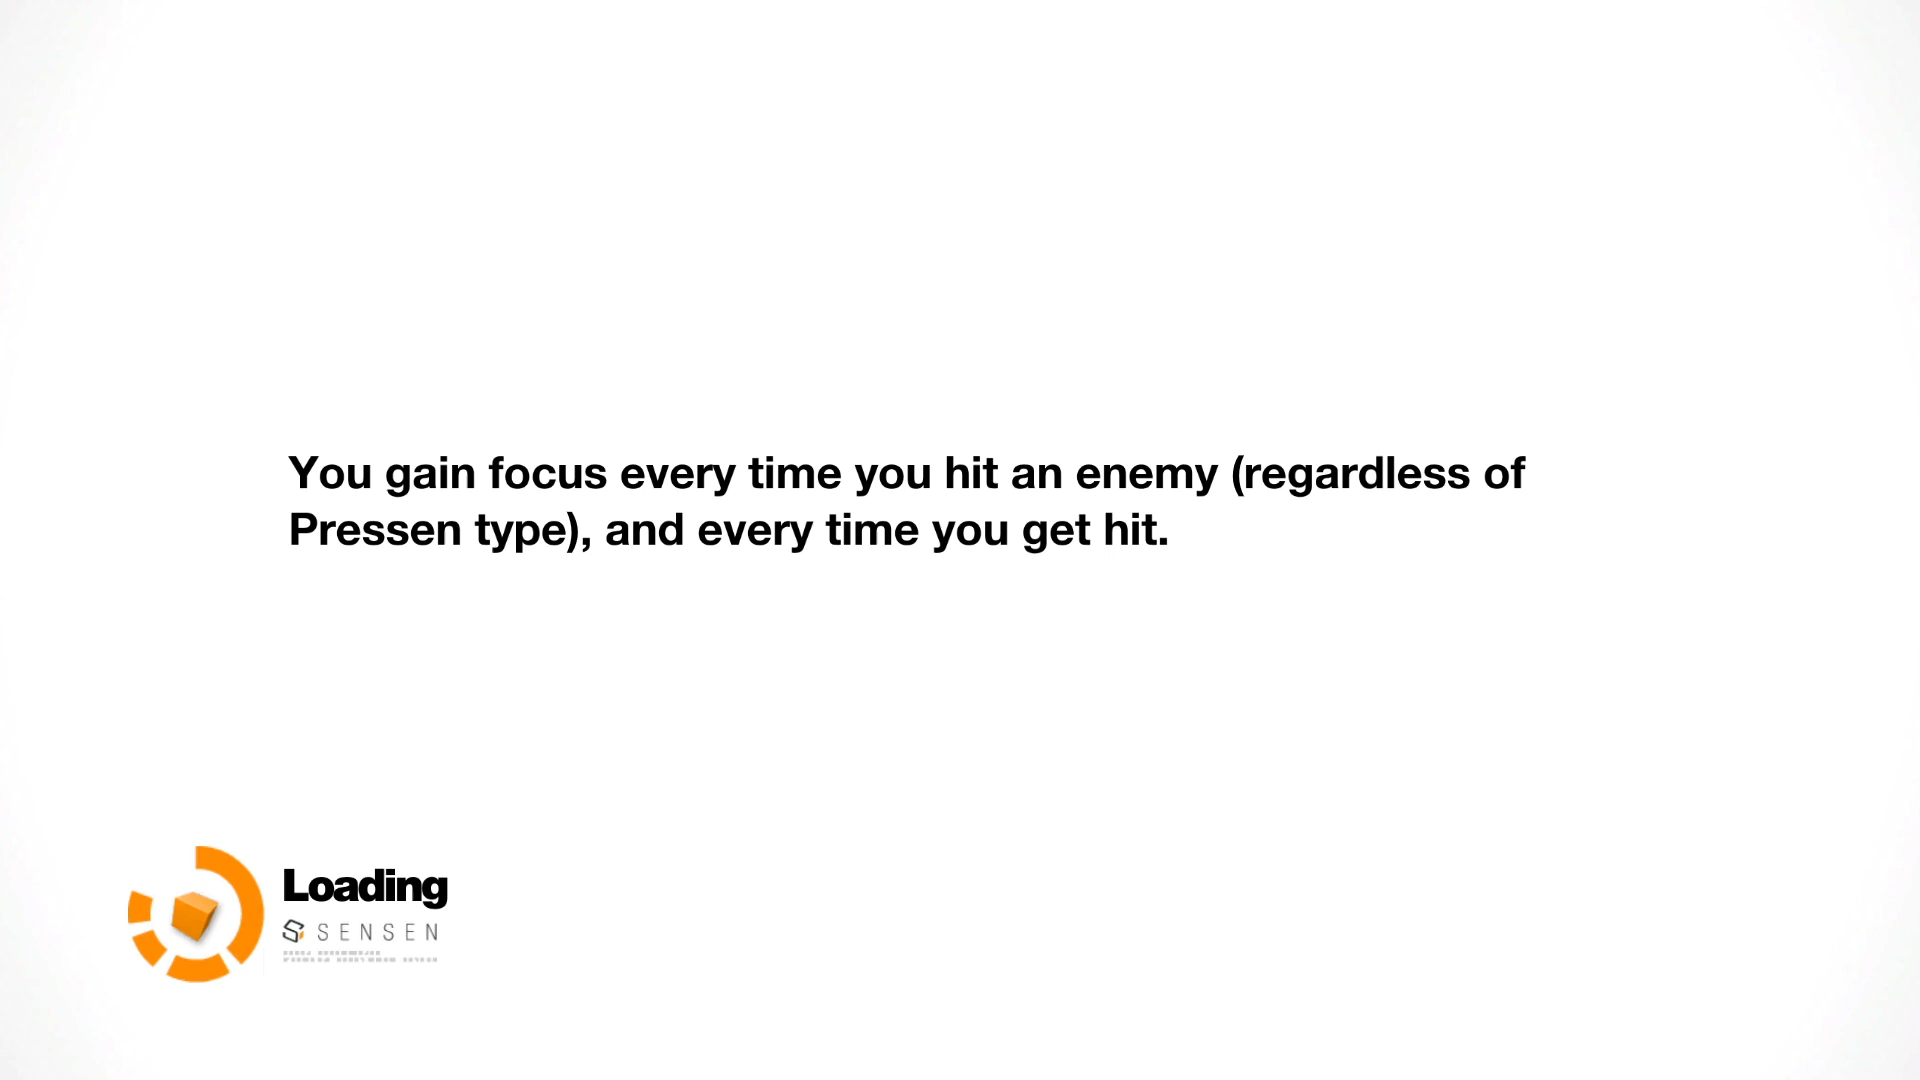 You gain focus every time you hit an enemy (regardless of
Pressen type), and every time you get hit.
Loading
SENSEN